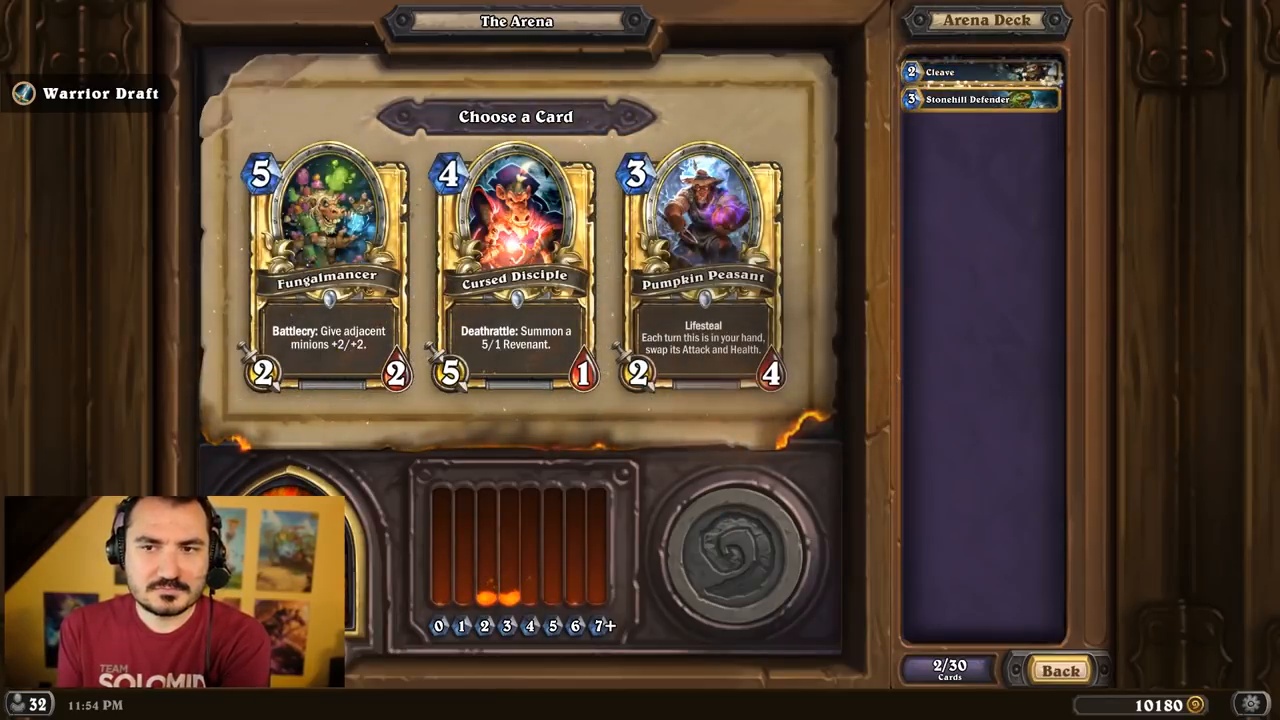 The Arena
Arena Deck
Warrior Draft
2 Cleave
3 Stonehill Defender
Choose a Card
5
Fungalmancer
Battlecry: Give adjacent
minions +2/+2.
2 2
4
Cursed Disciple
Deathrattle: Summon a
5/1 Revenant.
5 1
3
Pumpkin Peasant
Lifesteal
Each turn this is in your hand,
swap its Attack and Health.
2 4
0 1 2 3 4 5 6 7+
TEAM
SOLOMID
2/30
Cards
Back
32
11:54 PM
10180